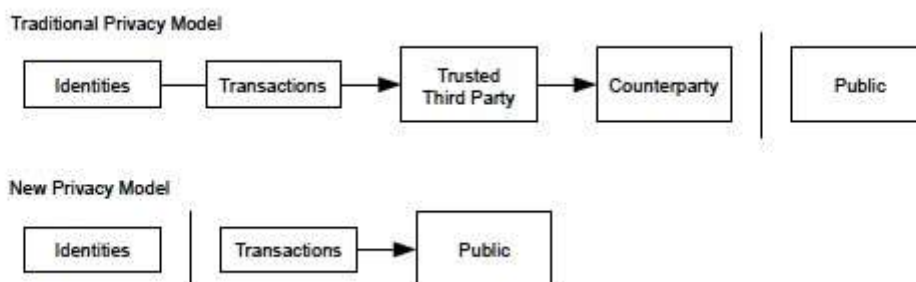 Traditional Privacy Model
Identities
Transactions
Trusted
Third Party
Counterparty
Public
New Privacy Model
Identities
Transactions
Public